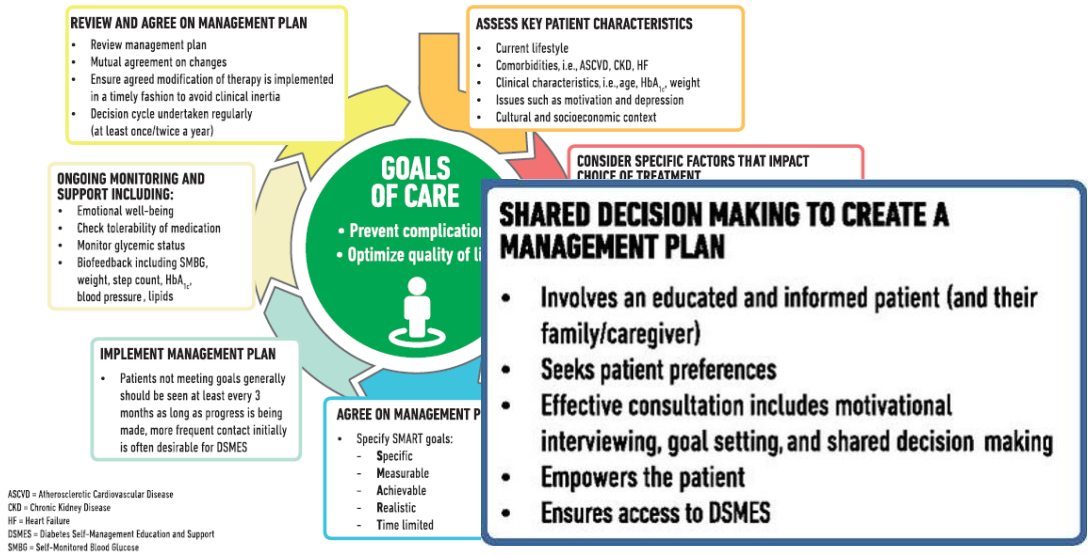 REVIEW AND AGREE ON MANAGEMENT PLAN
• Review management plan
• Mutual agreement on changes
• Ensure agreed modification of therapy is implemented
in a timely fashion to avoid clinical inertia
• Decision cycle undertaken regularly
(at least once/twice a year)
ASSESS KEY PATIENT CHARACTERISTICS
• Current lifestyle
• Comorbidities, i.e., ASCVD, CKD, HF
• Clinical characteristics, i.e., age, HbA1c, weight
• Issues such as motivation and depression
• Cultural and socioeconomic context
CONSIDER SPECIFIC FACTORS THAT IMPACT
CHOICE OF TREATMENT
SHARED DECISION MAKING TO CREATE A
MANAGEMENT PLAN
• Involves an educated and informed patient (and their
family/caregiver)
• Seeks patient preferences
• Effective consultation includes motivational
interviewing, goal setting, and shared decision making
• Empowers the patient
• Ensures access to DSMES
AGREE ON MANAGEMENT P
• Specify SMART goals:
- Specific
- Measurable
- Achievable
- Realistic
- Time limited
IMPLEMENT MANAGEMENT PLAN
• Patients not meeting goals generally
should be seen at least every 3
months as long as progress is being
made, more frequent contact initially
is often desirable for DSMES
ONGOING MONITORING AND
SUPPORT INCLUDING:
• Emotional well-being
• Check tolerability of medication
• Monitor glycemic status
• Biofeedback including SMBG,
weight, step count, HbA1c,
blood pressure, lipids
GOALS
OF CARE
• Prevent complication
• Optimize quality of li
ASCVD = Atherosclerotic Cardiovascular Disease
CKD = Chronic Kidney Disease
HF = Heart Failure
DSMES = Diabetes Self-Management Education and Support
SMBG = Self-Monitored Blood Glucose